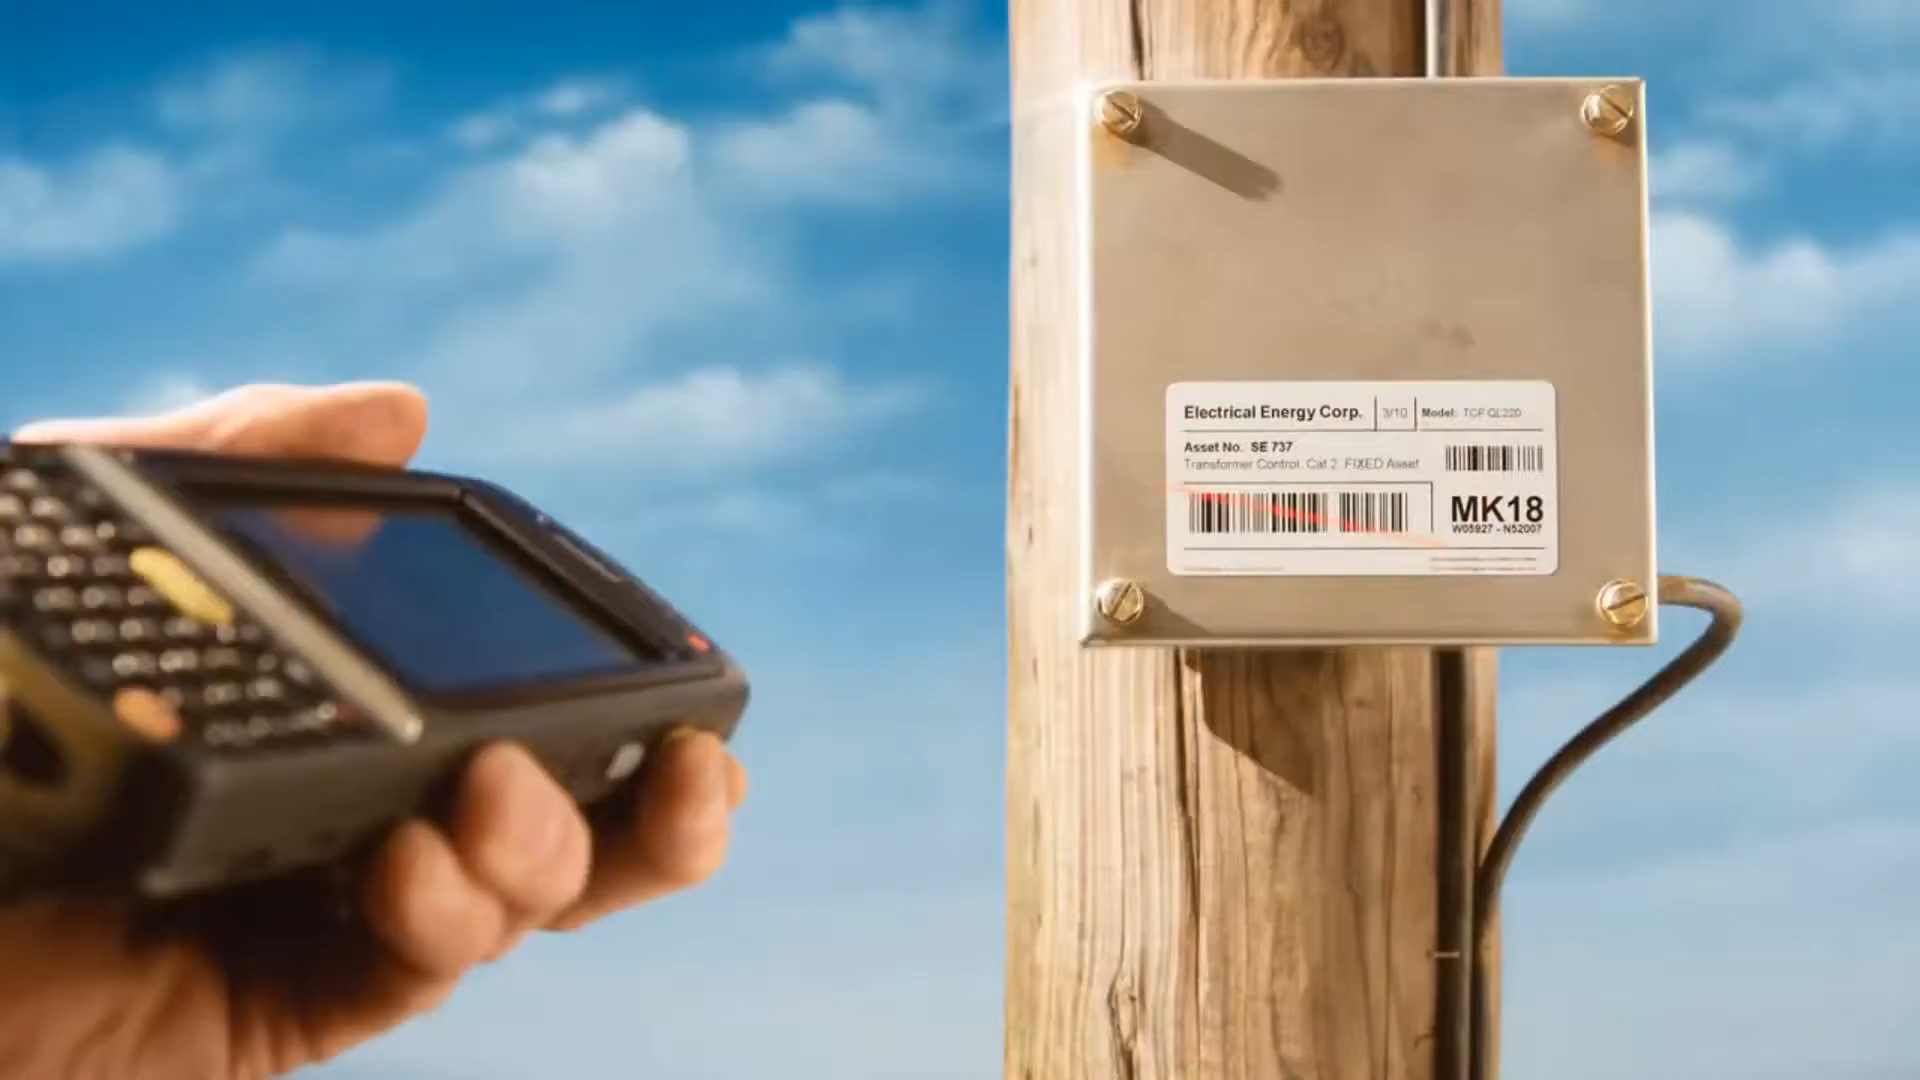 Electrical Energy Corp. 3/10 Model: TCP QL220
Asset No. SE 737
Transformer Control. Cat 2. FIXED Asset
MK18
W05927 - N52007